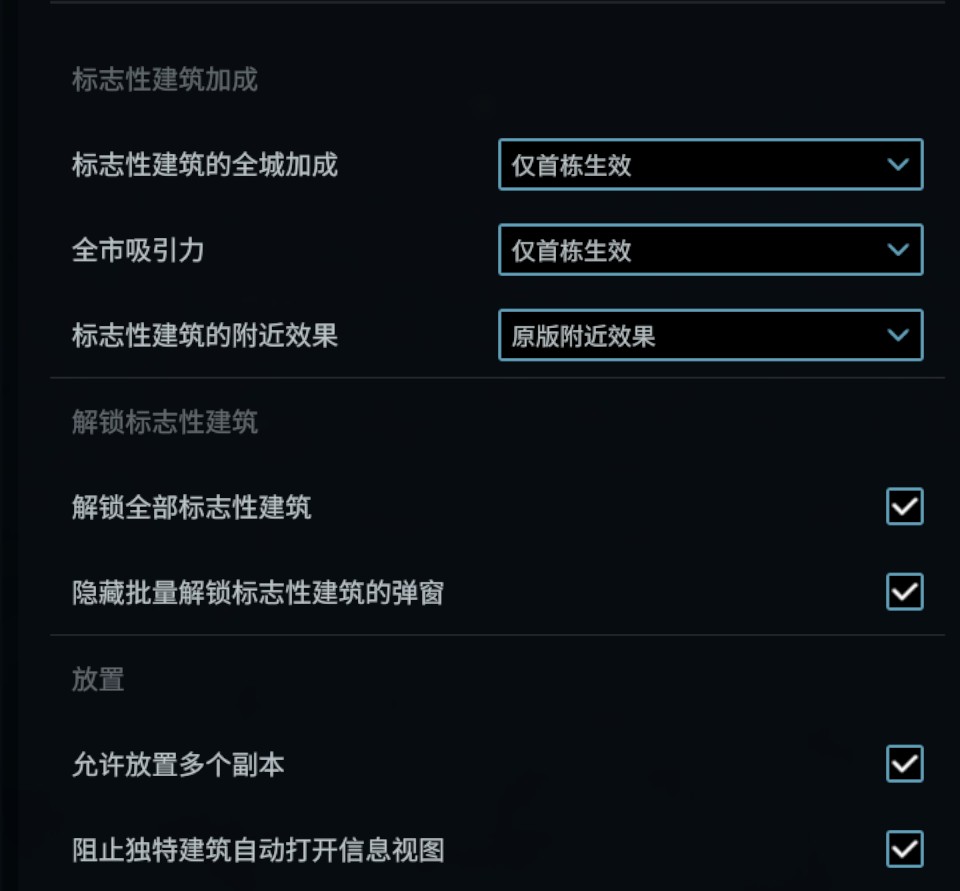 标志性建筑加成
标志性建筑的全城加成 仅首栋生效
全市吸引力 仅首栋生效
标志性建筑的附近效果 原版附近效果
解锁标志性建筑
解锁全部标志性建筑
隐藏批量解锁标志性建筑的弹窗
放置
允许放置多个副本
阻止独特建筑自动打开信息视图